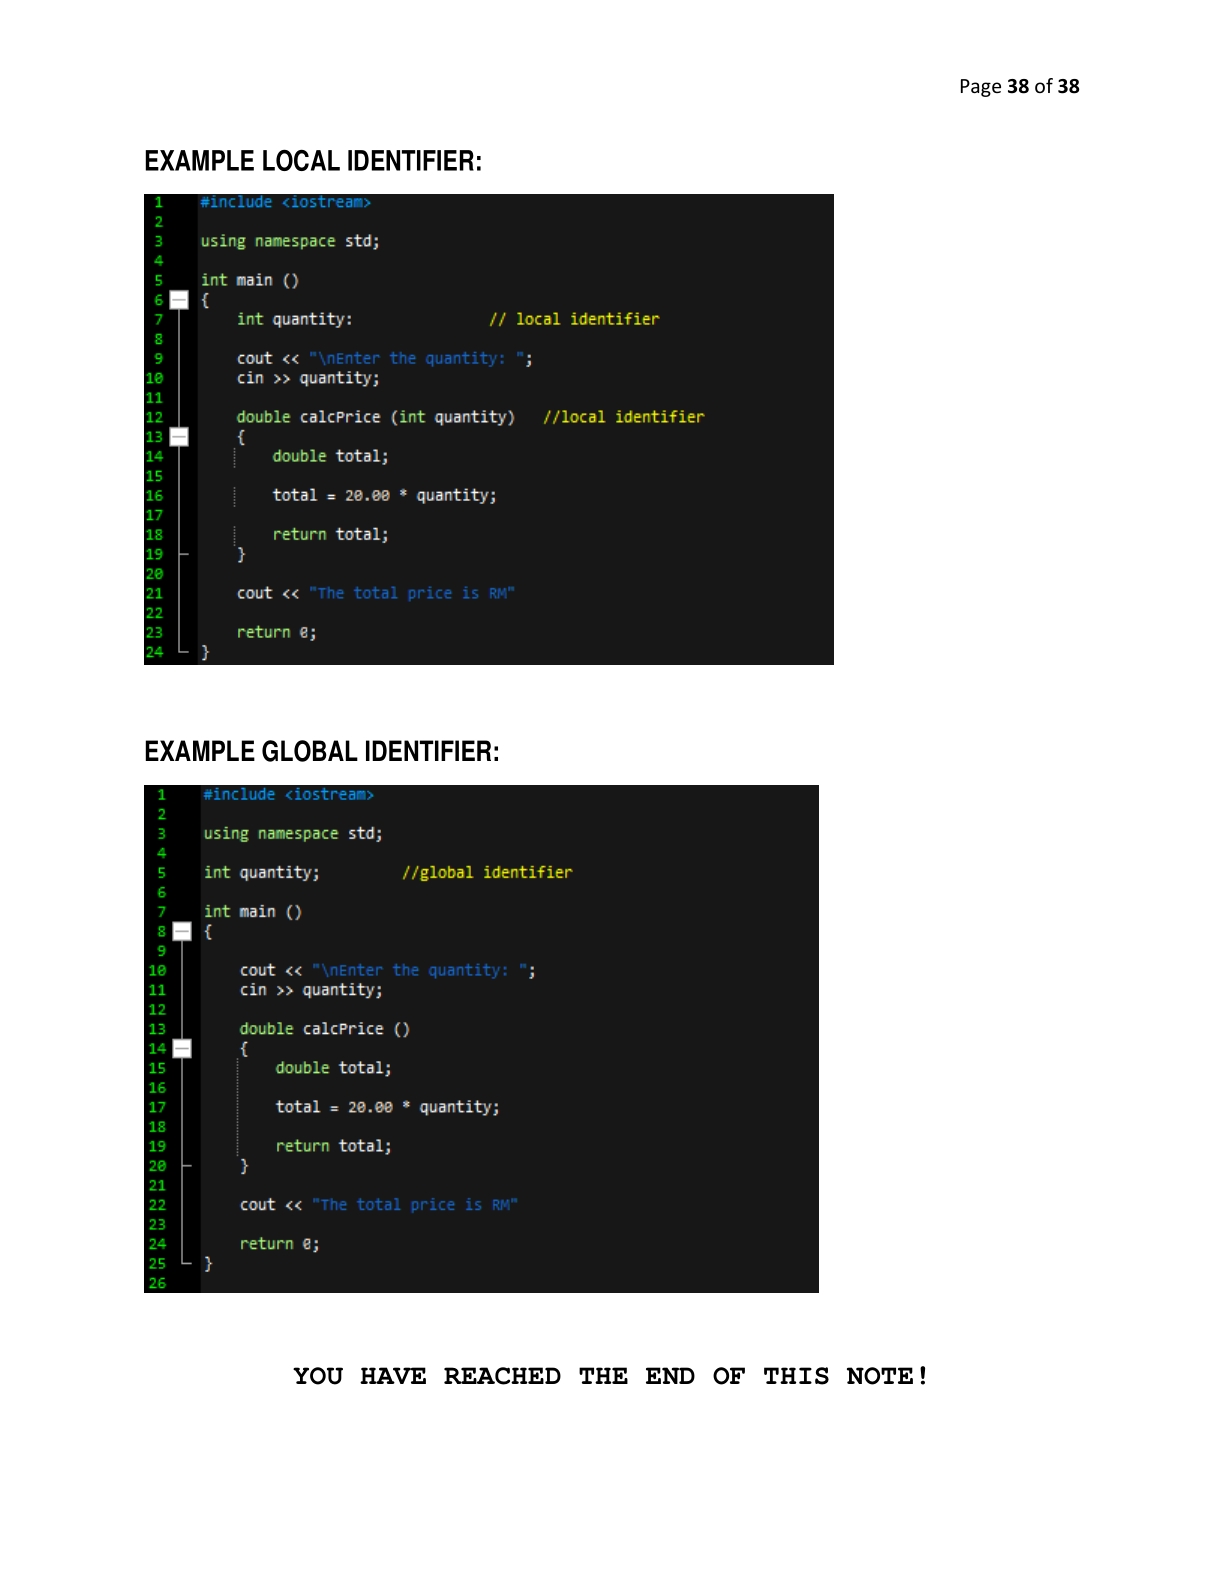 Page 38 of 38
EXAMPLE LOCAL IDENTIFIER:
1 #include <iostream>
2
3 using namespace std;
4
5 int main ()
6 {
7 int quantity: // local identifier
8
9 cout << "\nEnter the quantity: ";
10 cin >> quantity;
11
12 double calcPrice (int quantity) //local identifier
13 {
14 double total;
15
16 total = 20.00 * quantity;
17
18 return total;
19 }
20
21 cout << "The total price is RM"
22
23 return 0;
24 }
EXAMPLE GLOBAL IDENTIFIER:
1 #include <iostream>
2
3 using namespace std;
4
5 int quantity; //global identifier
6
7 int main ()
8 {
9
10 cout << "\nEnter the quantity: ";
11 cin >> quantity;
12
13 double calcPrice ()
14 {
15 double total;
16
17 total = 20.00 * quantity;
18
19 return total;
20 }
21
22 cout << "The total price is RM"
23
24 return 0;
25 }
26
YOU HAVE REACHED THE END OF THIS NOTE!